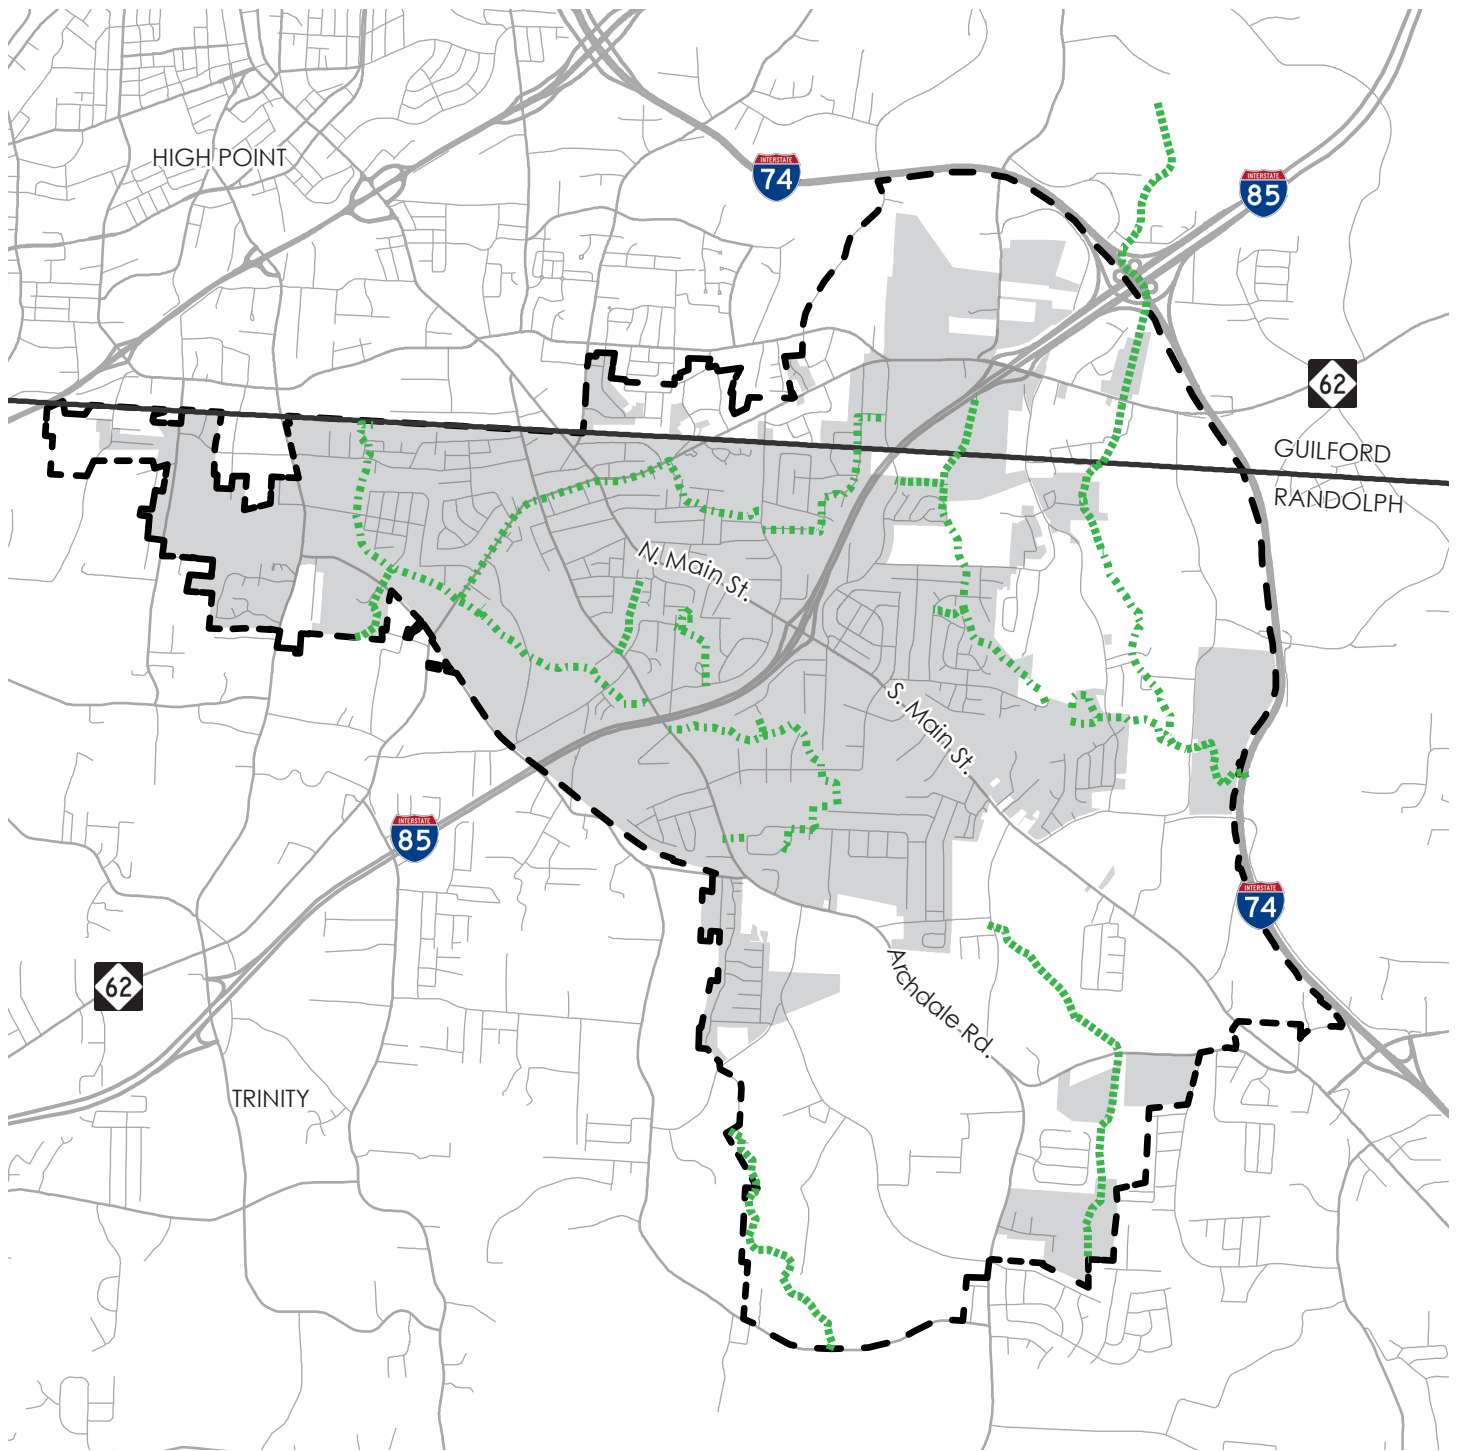 HIGH POINT
INTERSTATE
74
INTERSTATE
85
62
GUILFORD
RANDOLPH
N. Main St.
S. Main St.
INTERSTATE
85
INTERSTATE
74
Archdale Rd.
62
TRINITY